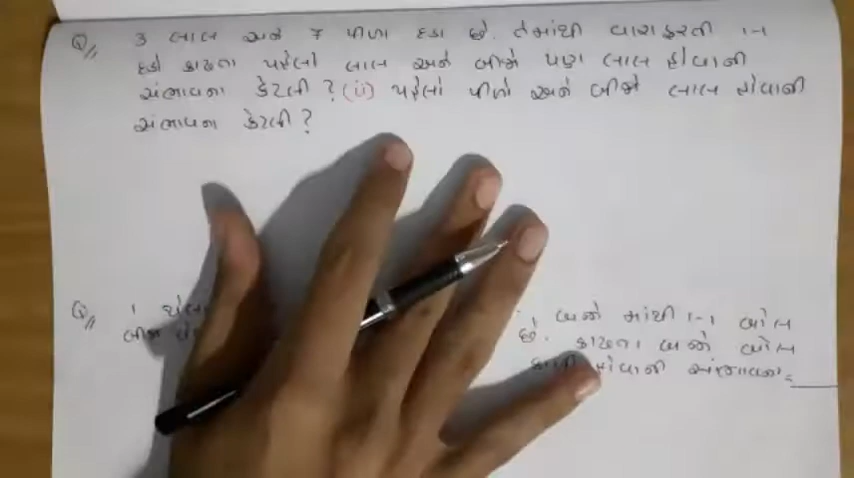 Q// 3 લાલ અને 7 પીળા દડા છે. તેમાંથી વારાફરતી 1-1
દડો કાઢતા પહેલો લાલ અને બીજો પણ લાલ હોવાની
સંભાવના કેટલી? (ii) પહેલો પીળો અને બીજો લાલ હોવાની
સંભાવના કેટલી?
Q// 1 બંને માંથી 1-1 બોલ
બીજા છે. કાઢતા બંને બોલ
હોવાની સંભાવના = ____